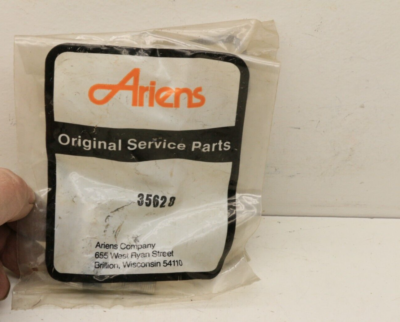 Ariens
Original Service Parts
35628
Ariens Company
655 West Ryan Street
Brillion, Wisconsin 54110